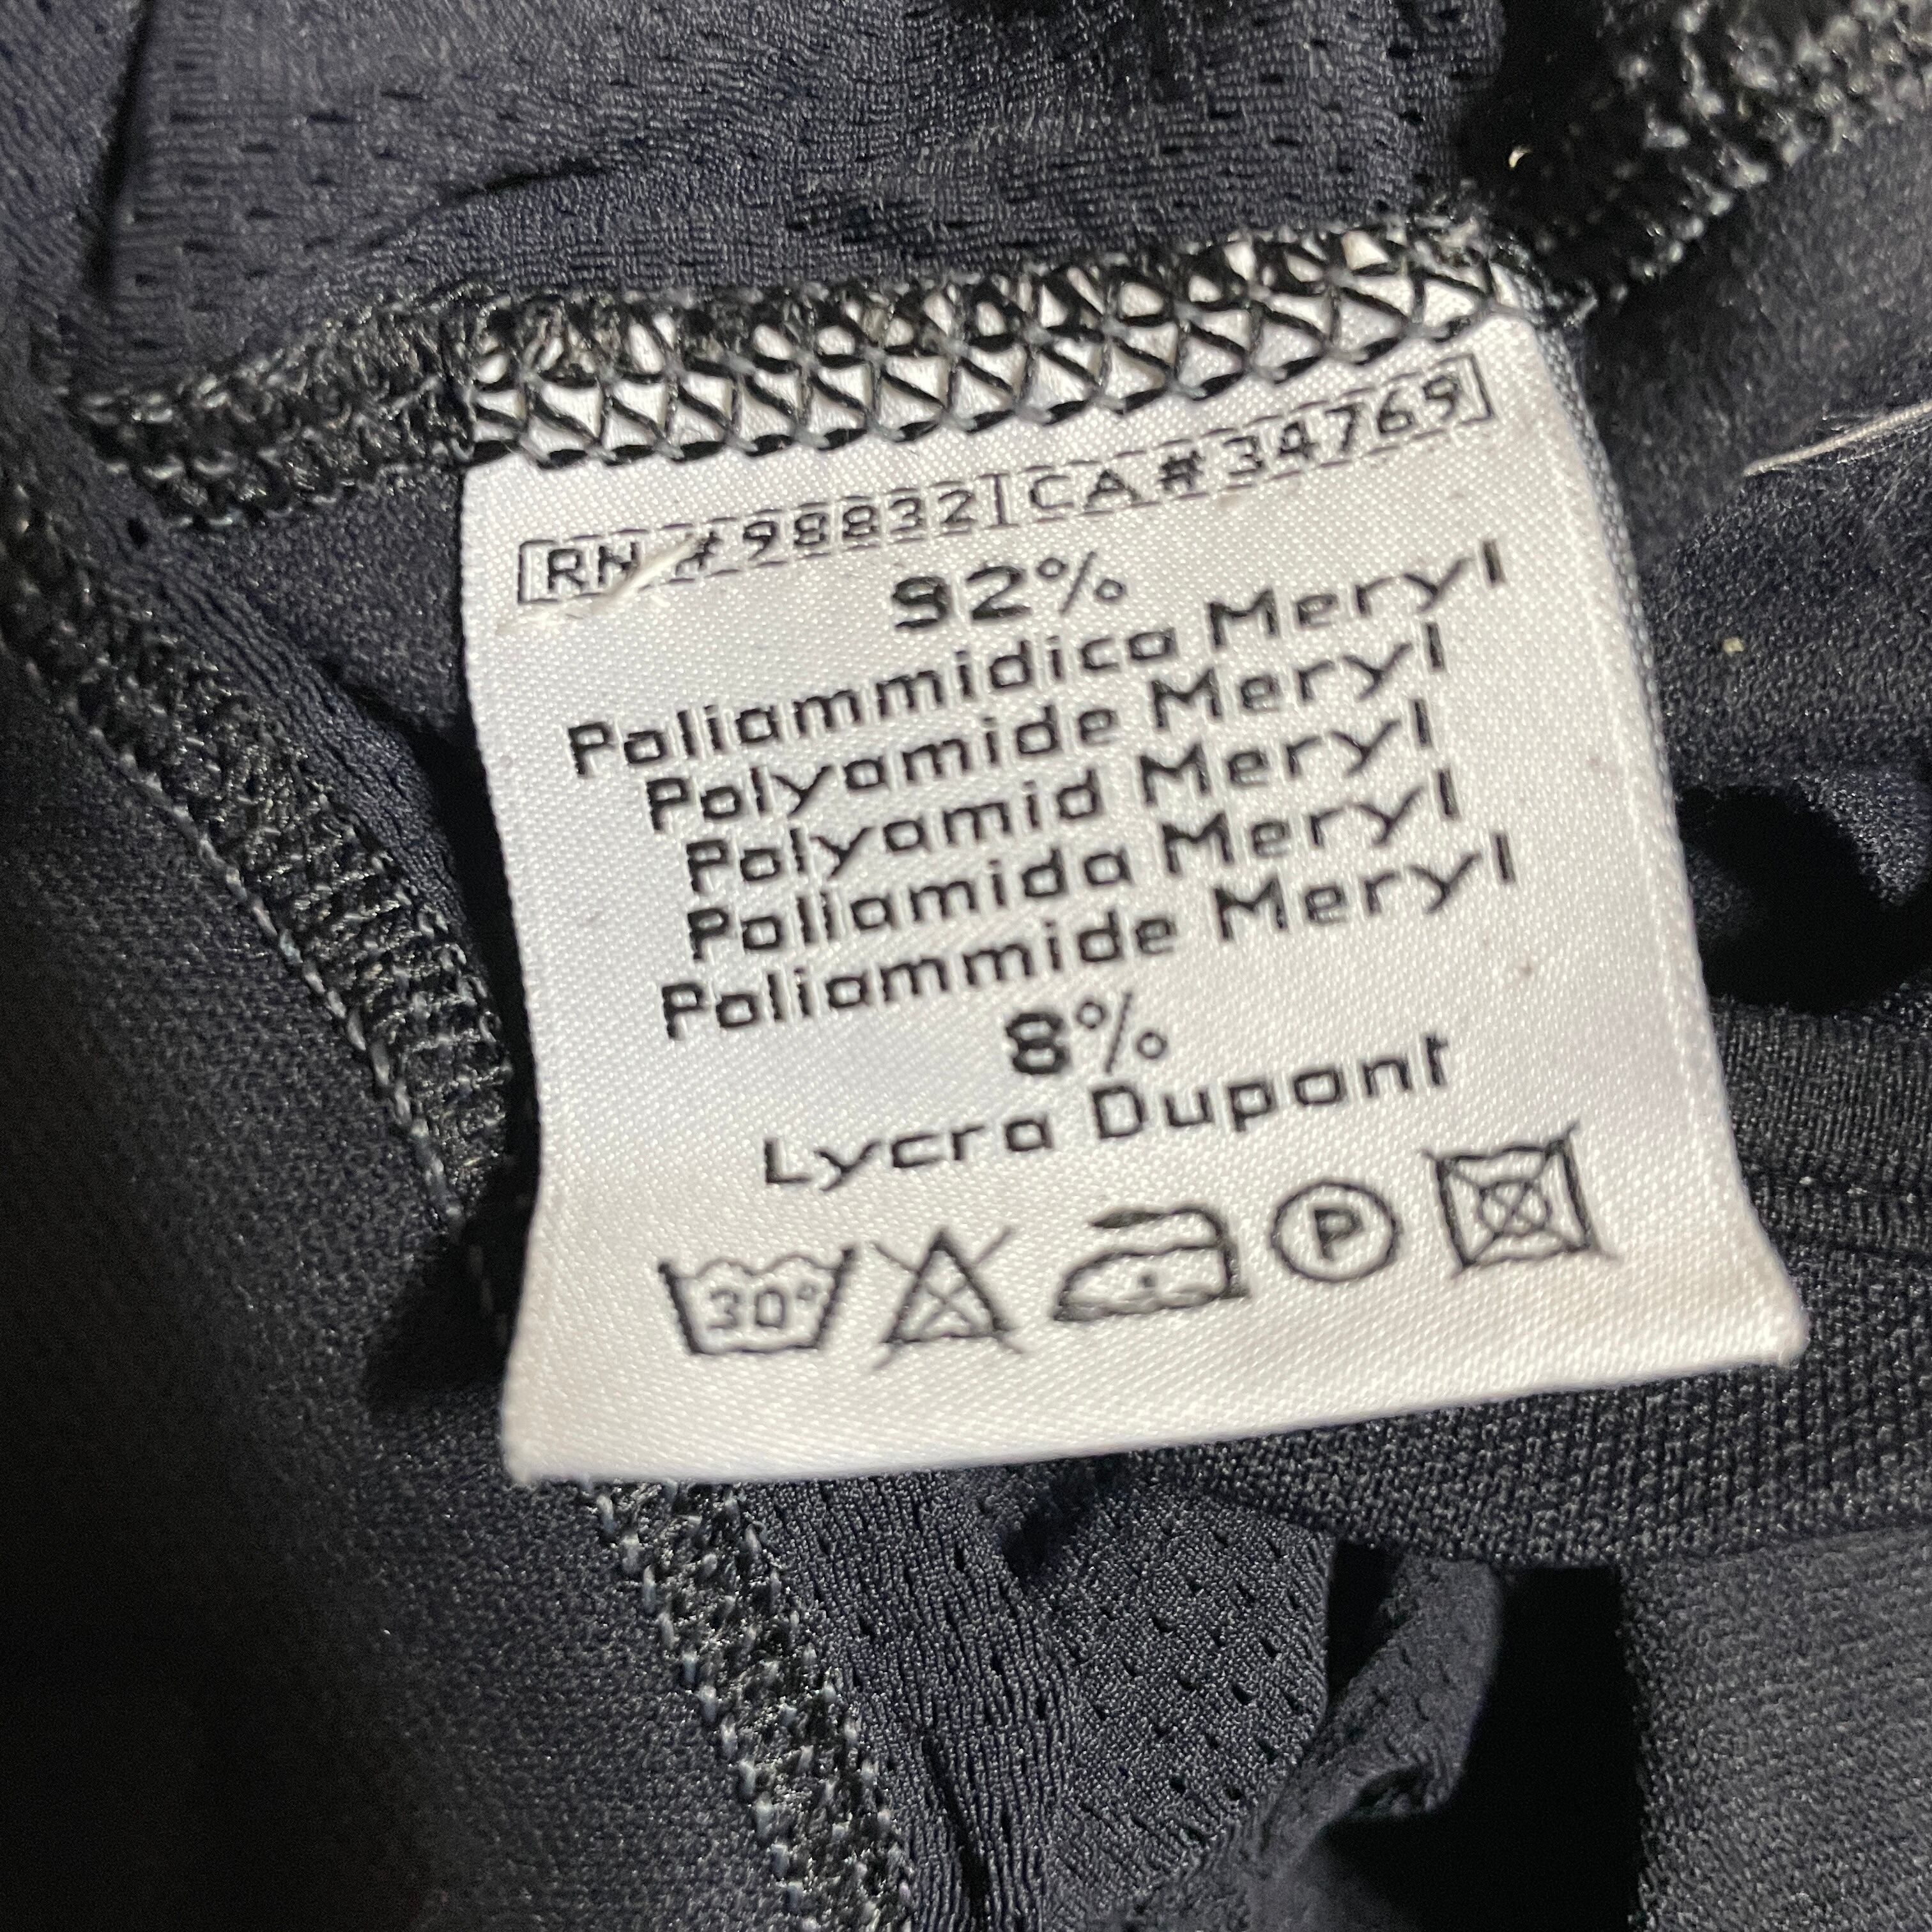 RN #98832 CA#34769
92%
Poliammidica Meryl
Polyamide Meryl
Polyamid Meryl
Poliamida Meryl
Poliammide Meryl
8%
Lycra Dupont
30° P